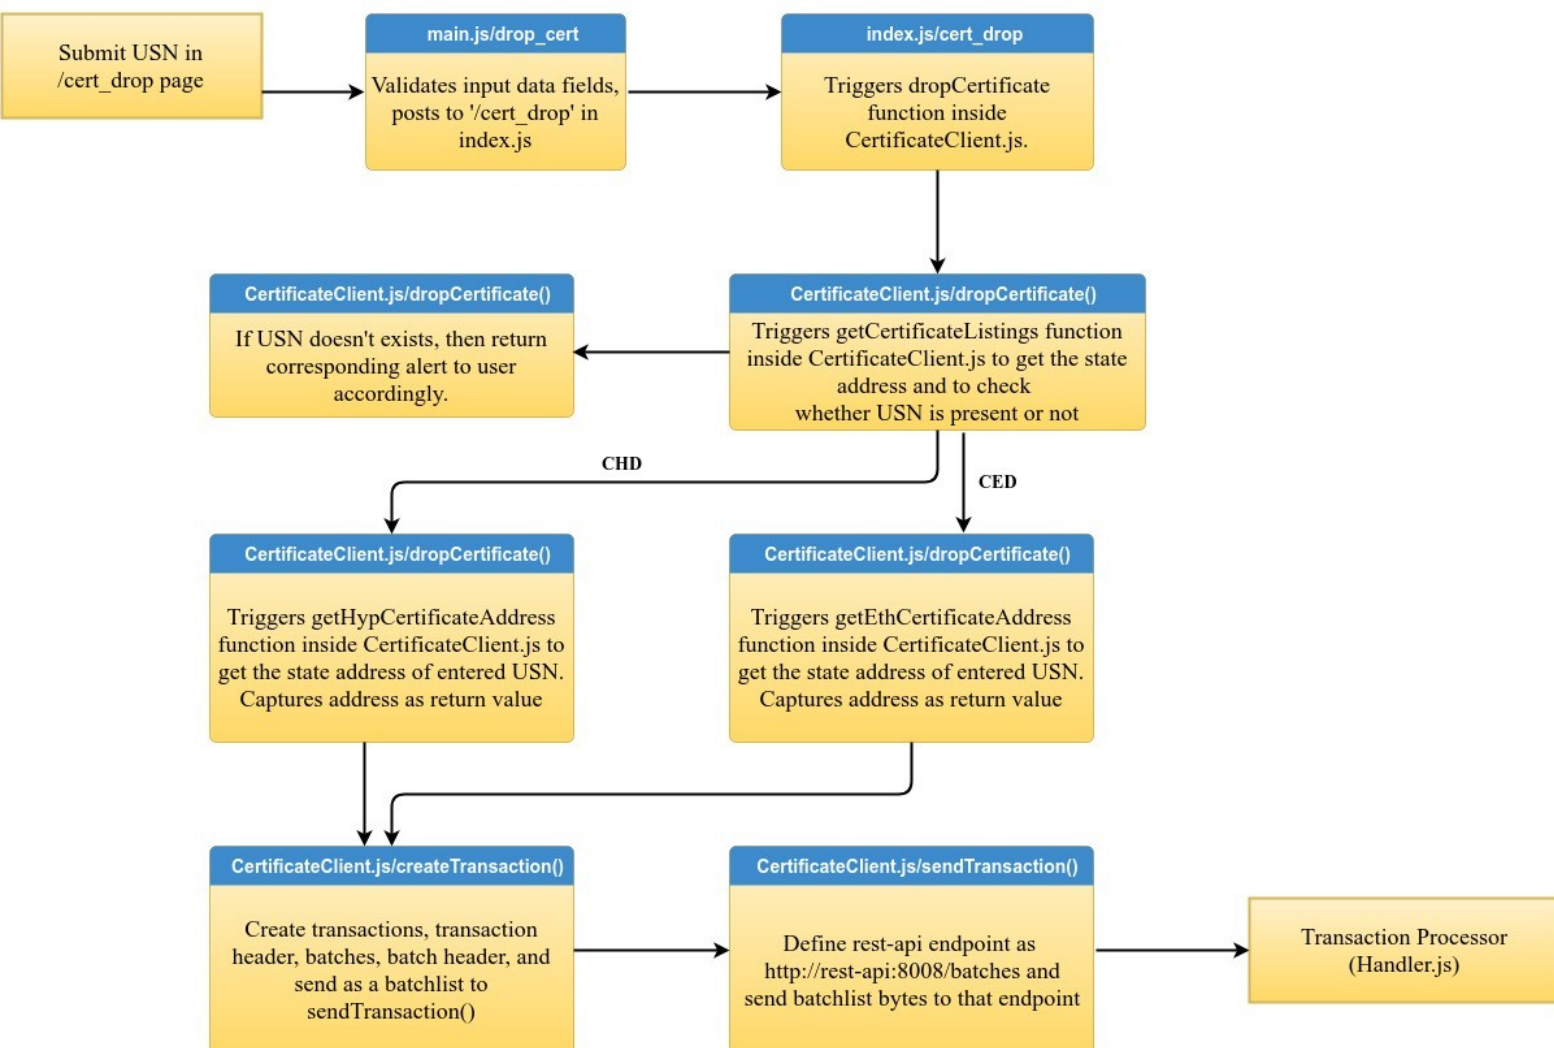 Submit USN in
/cert_drop page
main.js/drop_cert
Validates input data fields,
posts to '/cert_drop' in
index.js
index.js/cert_drop
Triggers dropCertificate
function inside
CertificateClient.js.
CertificateClient.js/dropCertificate()
If USN doesn't exists, then return
corresponding alert to user
accordingly.
CertificateClient.js/dropCertificate()
Triggers getCertificateListings function
inside CertificateClient.js to get the state
address and to check
whether USN is present or not
CHD
CED
CertificateClient.js/dropCertificate()
Triggers getHypCertificateAddress
function inside CertificateClient.js to
get the state address of entered USN.
Captures address as return value
CertificateClient.js/dropCertificate()
Triggers getEthCertificateAddress
function inside CertificateClient.js to
get the state address of entered USN.
Captures address as return value
CertificateClient.js/createTransaction()
Create transactions, transaction
header, batches, batch header, and
send as a batchlist to
sendTransaction()
CertificateClient.js/sendTransaction()
Define rest-api endpoint as
http://rest-api:8008/batches and
send batchlist bytes to that endpoint
Transaction Processor
(Handler.js)